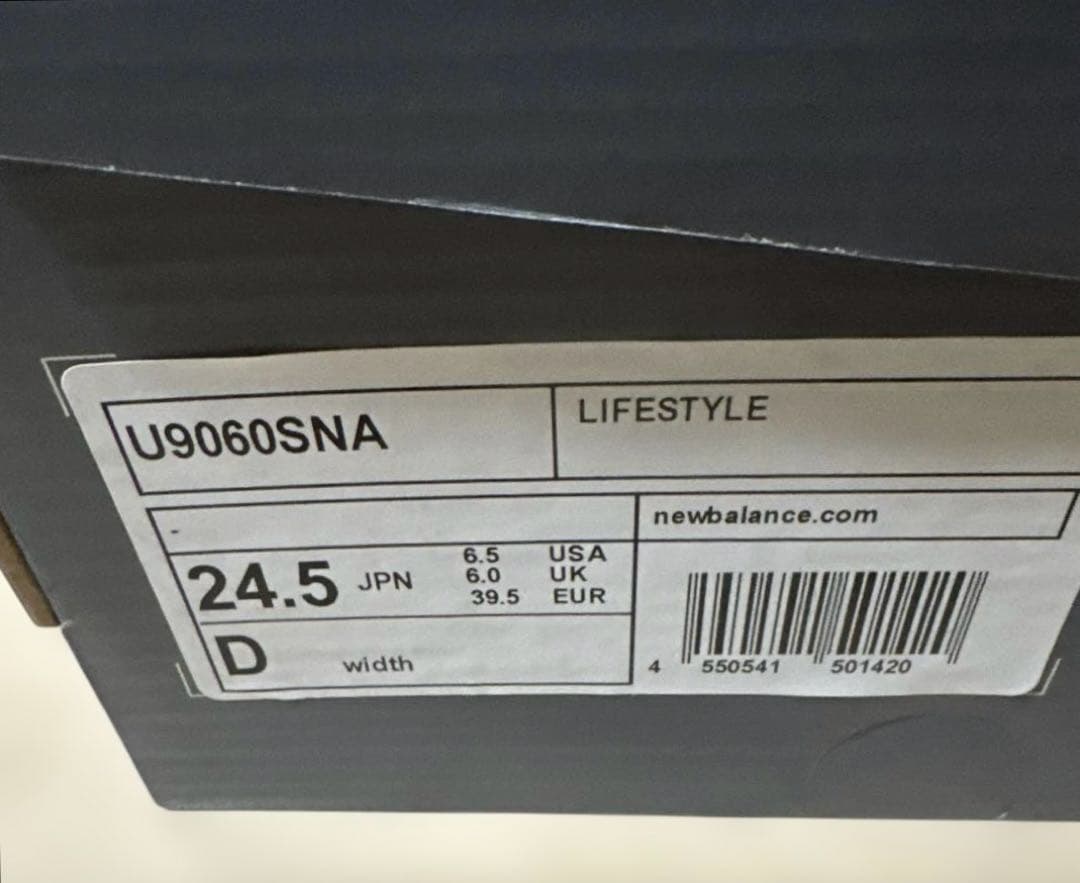 U9060SNA
LIFESTYLE
-
newbalance.com
24.5 JPN
6.5 USA
6.0 UK
39.5 EUR
D width
4 550541 501420